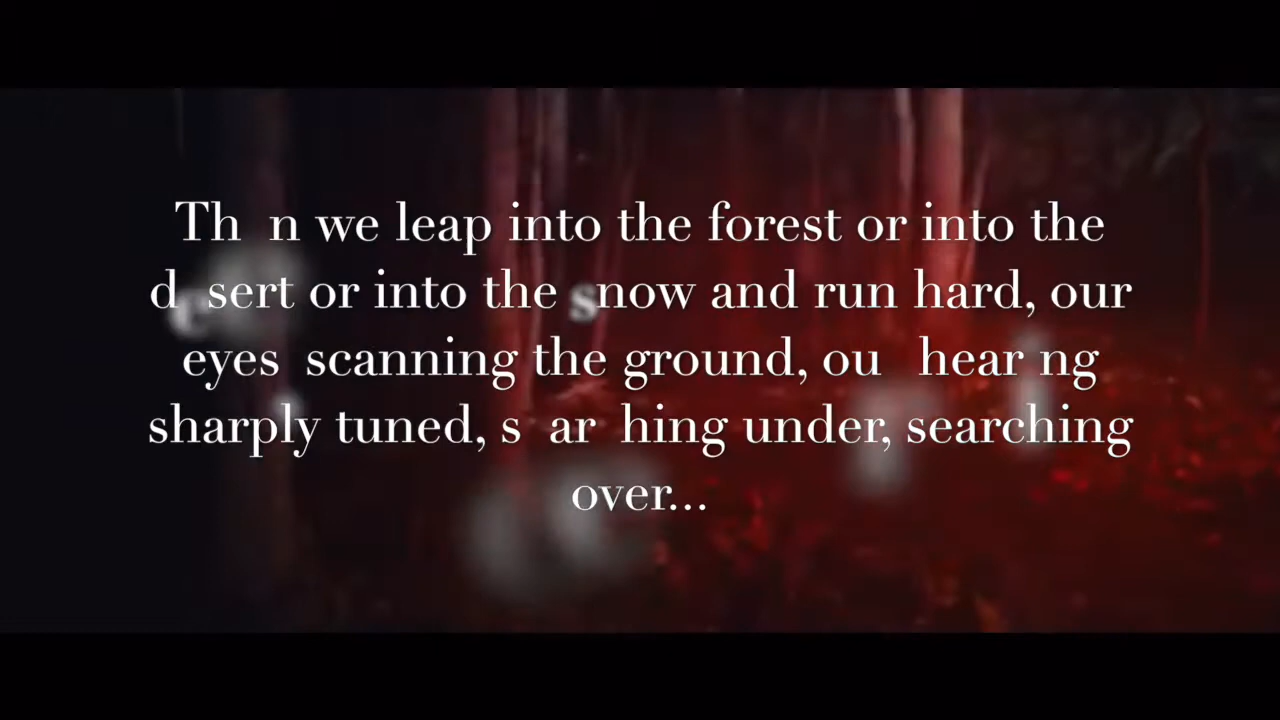 Th n we leap into the forest or into the
d sert or into the snow and run hard, our
eyes scanning the ground, ou hear ng
sharply tuned, s ar hing under, searching
over...